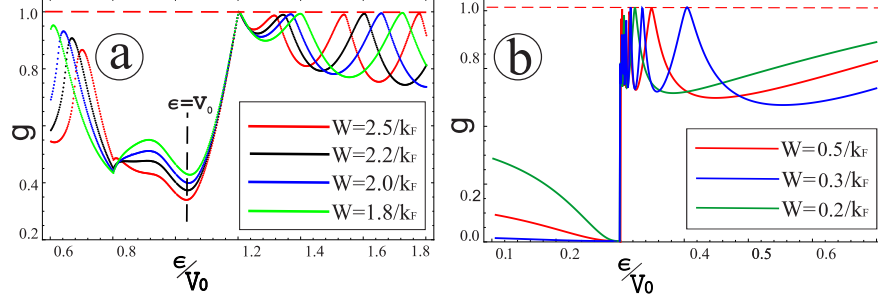 a
g
1.0
0.8
0.6
0.4
0.2
0.6 0.8 1.0 1.2 1.4 1.6 1.8
ϵ/V₀
ϵ=V₀
W=2.5/kF
W=2.2/kF
W=2.0/kF
W=1.8/kF
b
g
1.0
0.8
0.6
0.2
0.0
0.1 0.2 0.4 0.5 0.6
ϵ/V₀
W=0.5/kF
W=0.3/kF
W=0.2/kF